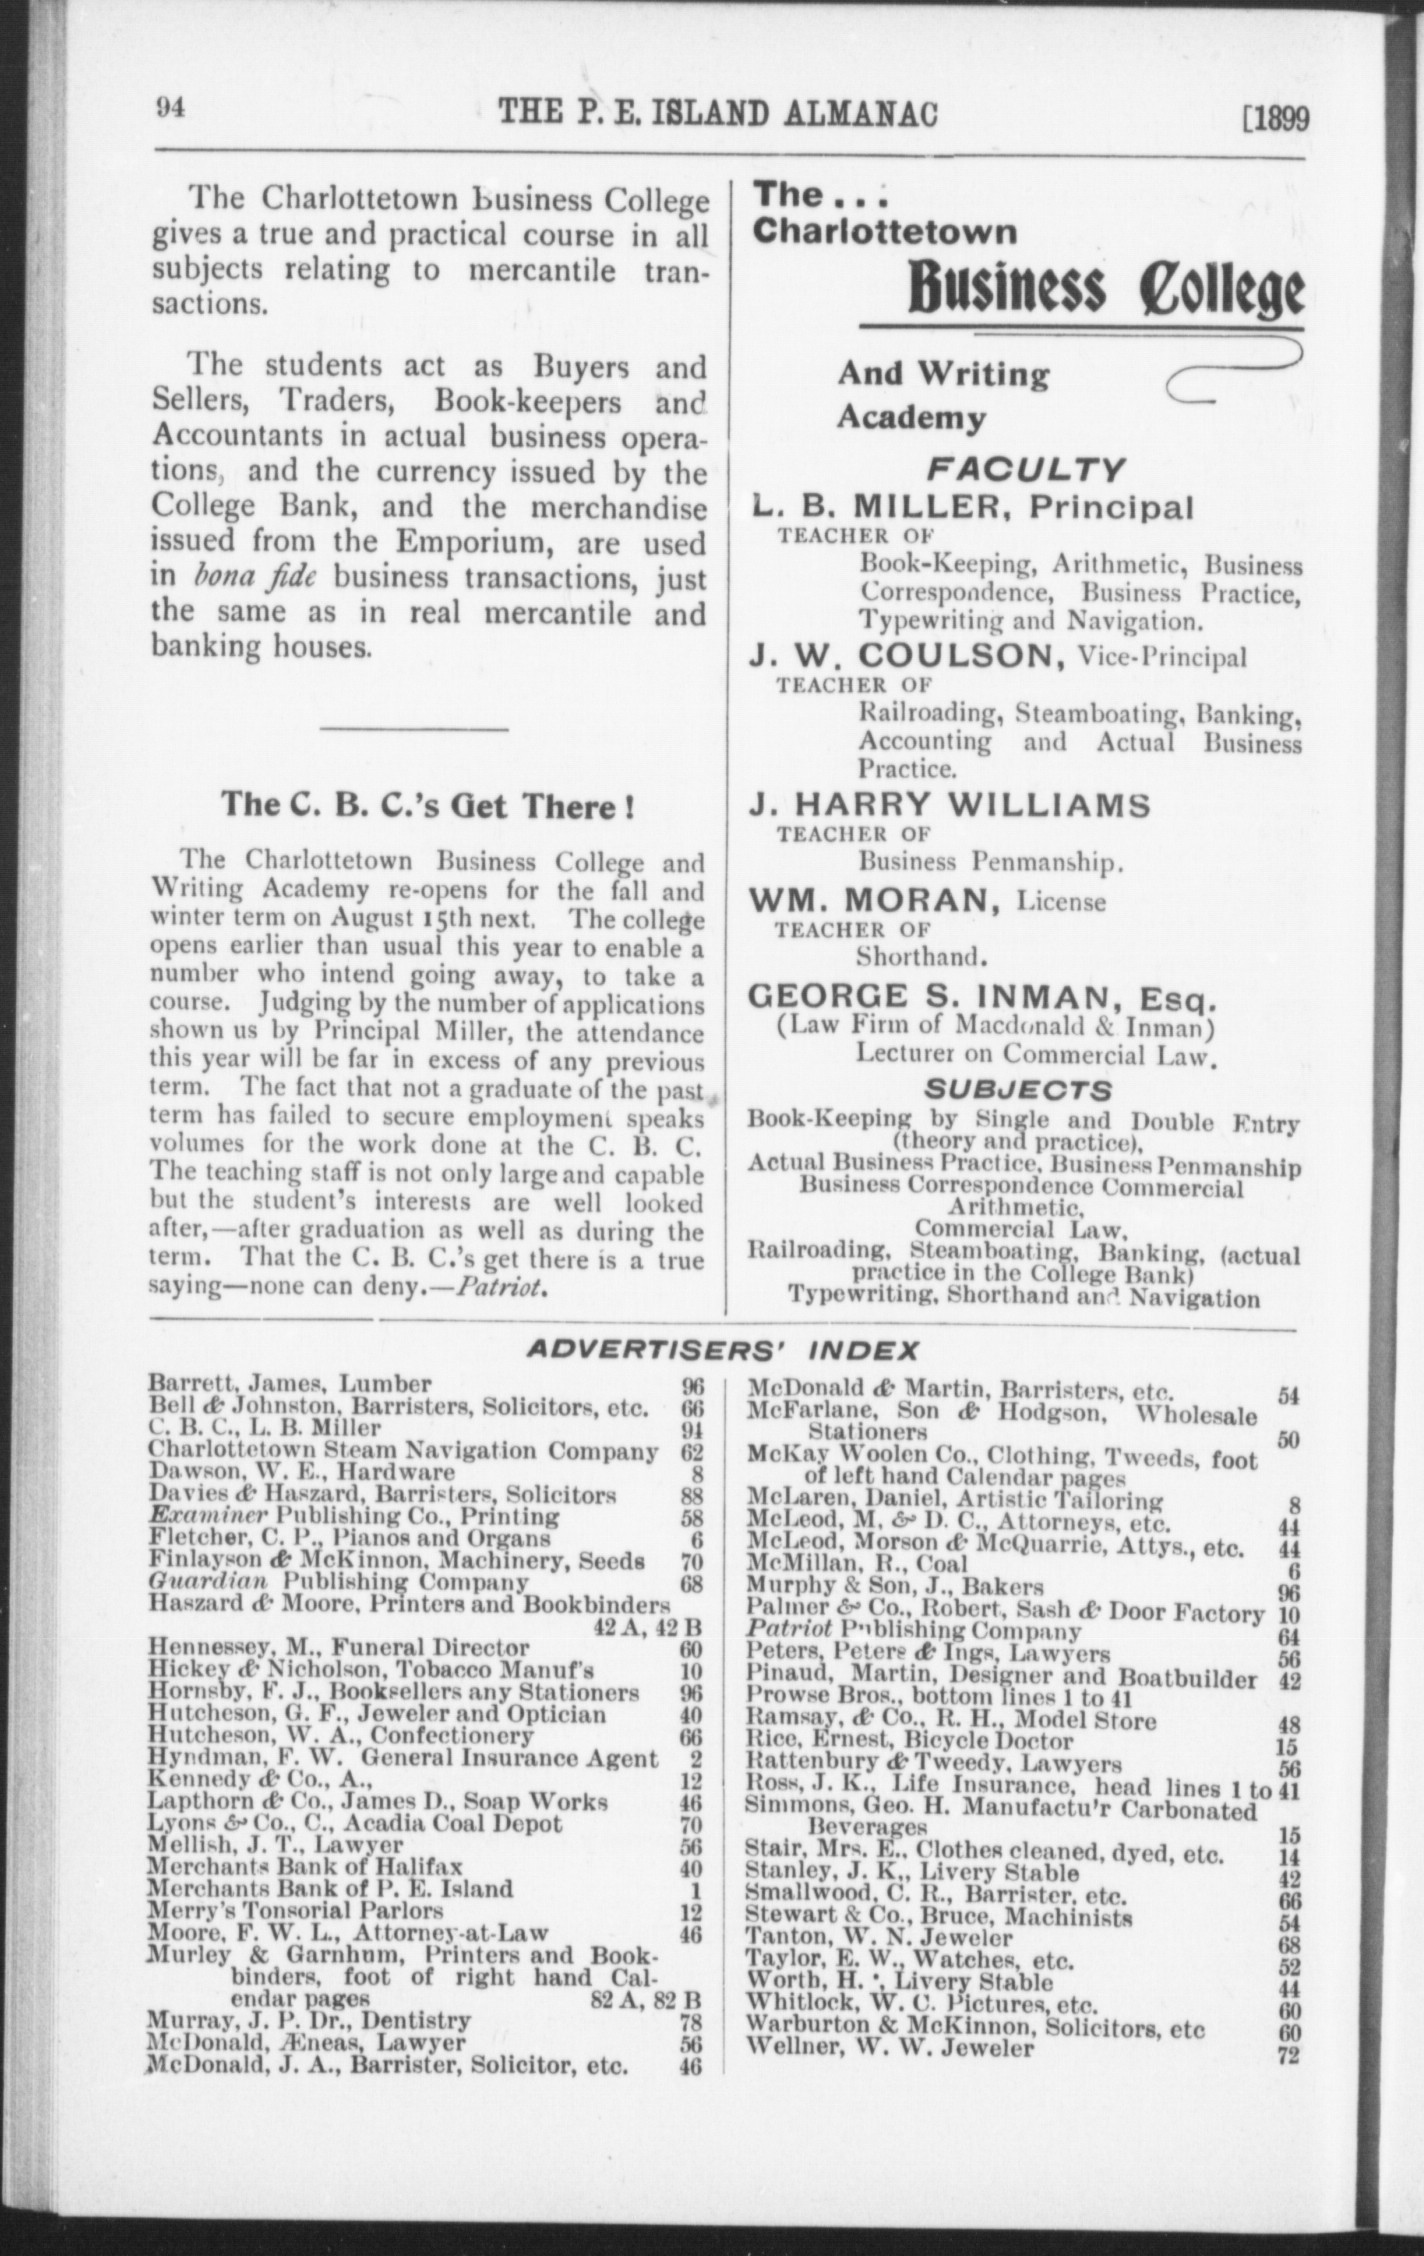 94
THE P. E. ISLAND ALMANAC
[1899
The Charlottetown Business College
gives a true and practical course in all
subjects relating to mercantile tran-
sactions.
The students act as Buyers and
Sellers, Traders, Book-keepers and
Accountants in actual business opera-
tions, and the currency issued by the
College Bank, and the merchandise
issued from the Emporium, are used
in bona fide business transactions, just
the same as in real mercantile and
banking houses.
The C. B. C.'s Get There !
The Charlottetown Business College and
Writing Academy re-opens for the fall and
winter term on August 15th next. The college
opens earlier than usual this year to enable a
number who intend going away, to take a
course. Judging by the number of applications
shown us by Principal Miller, the attendance
this year will be far in excess of any previous
term. The fact that not a graduate of the past
term has failed to secure employment speaks
volumes for the work done at the C. B. C.
The teaching staff is not only large and capable
but the student's interests are well looked
after,—after graduation as well as during the
term. That the C. B. C.'s get there is a true
saying—none can deny.—Patriot.
The . . .
Charlottetown
Business College
And Writing
Academy
FACULTY
L. B. MILLER, Principal
TEACHER OF
Book-Keeping, Arithmetic, Business
Correspondence, Business Practice,
Typewriting and Navigation.
J. W. COULSON, Vice-Principal
TEACHER OF
Railroading, Steamboating, Banking,
Accounting and Actual Business
Practice.
J. HARRY WILLIAMS
TEACHER OF
Business Penmanship.
WM. MORAN, License
TEACHER OF
Shorthand.
GEORGE S. INMAN, Esq.
(Law Firm of Macdonald & Inman)
Lecturer on Commercial Law.
SUBJECTS
Book-Keeping by Single and Double Entry
(theory and practice),
Actual Business Practice, Business Penmanship
Business Correspondence Commercial
Arithmetic,
Commercial Law,
Railroading, Steamboating, Banking, (actual
practice in the College Bank)
Typewriting, Shorthand and Navigation
ADVERTISERS' INDEX
Barrett, James, Lumber 96
Bell & Johnston, Barristers, Solicitors, etc. 66
C. B. C., L. B. Miller 94
Charlottetown Steam Navigation Company 62
Dawson, W. E., Hardware 8
Davies & Haszard, Barristers, Solicitors 88
Examiner Publishing Co., Printing 58
Fletcher, C. P., Pianos and Organs 6
Finlayson & McKinnon, Machinery, Seeds 70
Guardian Publishing Company 68
Haszard & Moore, Printers and Bookbinders
42 A, 42 B
Hennessey, M., Funeral Director 60
Hickey & Nicholson, Tobacco Manuf's 10
Hornsby, F. J., Booksellers any Stationers 96
Hutcheson, G. F., Jeweler and Optician 40
Hutcheson, W. A., Confectionery 66
Hyndman, F. W. General Insurance Agent 2
Kennedy & Co., A., 12
Lapthorn & Co., James D., Soap Works 46
Lyons & Co., C., Acadia Coal Depot 70
Mellish, J. T., Lawyer 56
Merchants Bank of Halifax 40
Merchants Bank of P. E. Island 1
Merry's Tonsorial Parlors 12
Moore, F. W. L., Attorney-at-Law 46
Murley & Garnhum, Printers and Book-
binders, foot of right hand Cal-
endar pages 82 A, 82 B
Murray, J. P. Dr., Dentistry 78
McDonald, Æneas, Lawyer 56
McDonald, J. A., Barrister, Solicitor, etc. 46
McDonald & Martin, Barristers, etc. 54
McFarlane, Son & Hodgson, Wholesale
Stationers 50
McKay Woolen Co., Clothing, Tweeds, foot
of left hand Calendar pages
McLaren, Daniel, Artistic Tailoring 8
McLeod, M, & D. C., Attorneys, etc. 44
McLeod, Morson & McQuarrie, Attys., etc. 44
McMillan, R., Coal 6
Murphy & Son, J., Bakers 96
Palmer & Co., Robert, Sash & Door Factory 10
Patriot Publishing Company 64
Peters, Peters & Ings, Lawyers 56
Pinaud, Martin, Designer and Boatbuilder 42
Prowse Bros., bottom lines 1 to 41
Ramsay, & Co., R. H., Model Store 48
Rice, Ernest, Bicycle Doctor 15
Rattenbury & Tweedy, Lawyers 56
Ross, J. K., Life Insurance, head lines 1 to 41
Simmons, Geo. H. Manufactu'r Carbonated
Beverages 15
Stair, Mrs. E., Clothes cleaned, dyed, etc. 14
Stanley, J. K,, Livery Stable 42
Smallwood, C. R., Barrister, etc. 66
Stewart & Co., Bruce, Machinists 54
Tanton, W. N. Jeweler 68
Taylor, E. W., Watches, etc. 52
Worth, H. Livery Stable 44
Whitlock, W. C. Pictures, etc. 60
Warburton & McKinnon, Solicitors, etc 60
Wellner, W. W. Jeweler 72